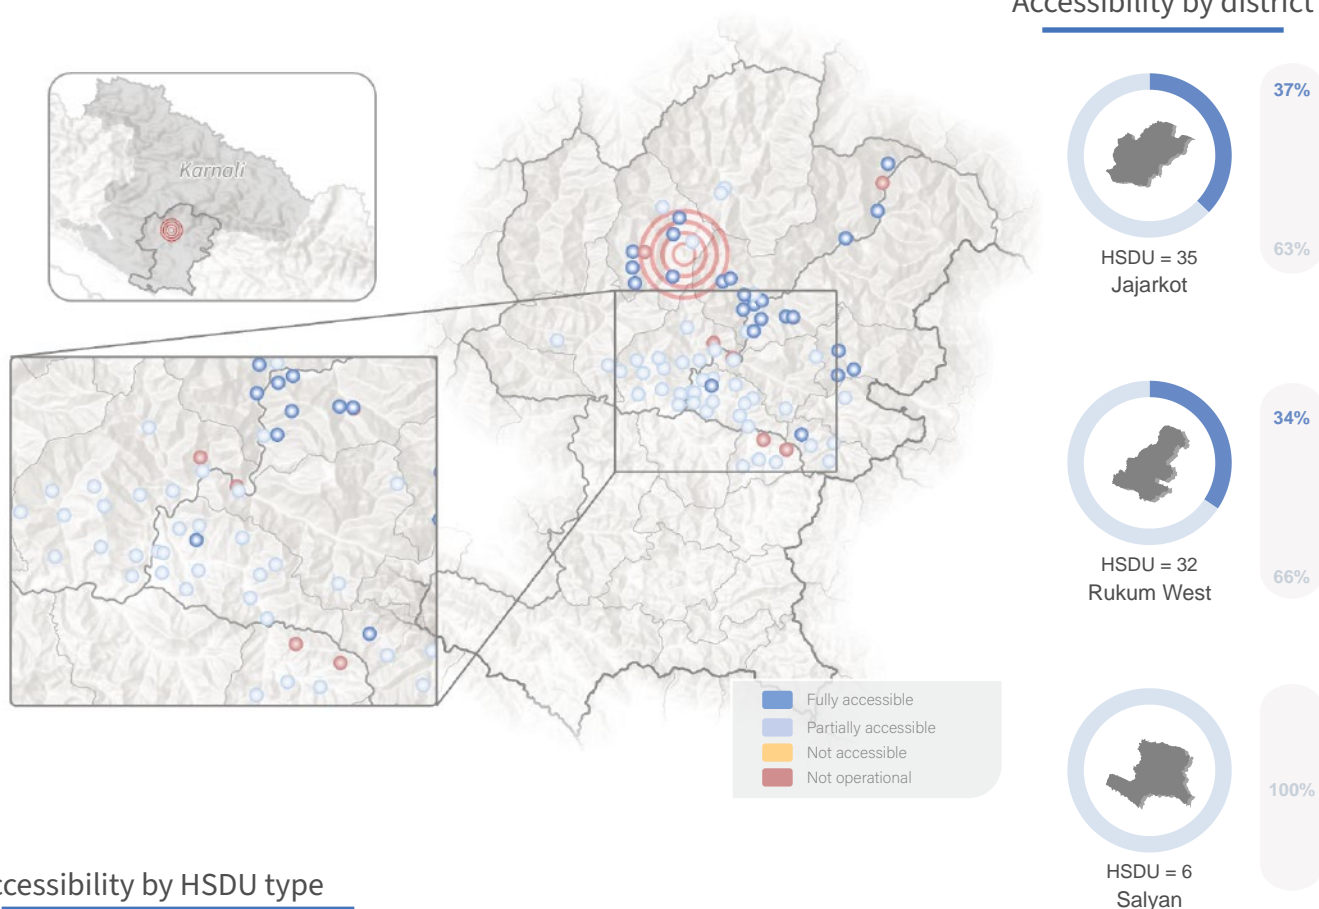 Accessibility by district
Karnali
37%
63%
HSDU = 35
Jajarkot
34%
66%
HSDU = 32
Rukum West
Fully accessible
Partially accessible
Not accessible
Not operational
100%
HSDU = 6
Salyan
ccessibility by HSDU type